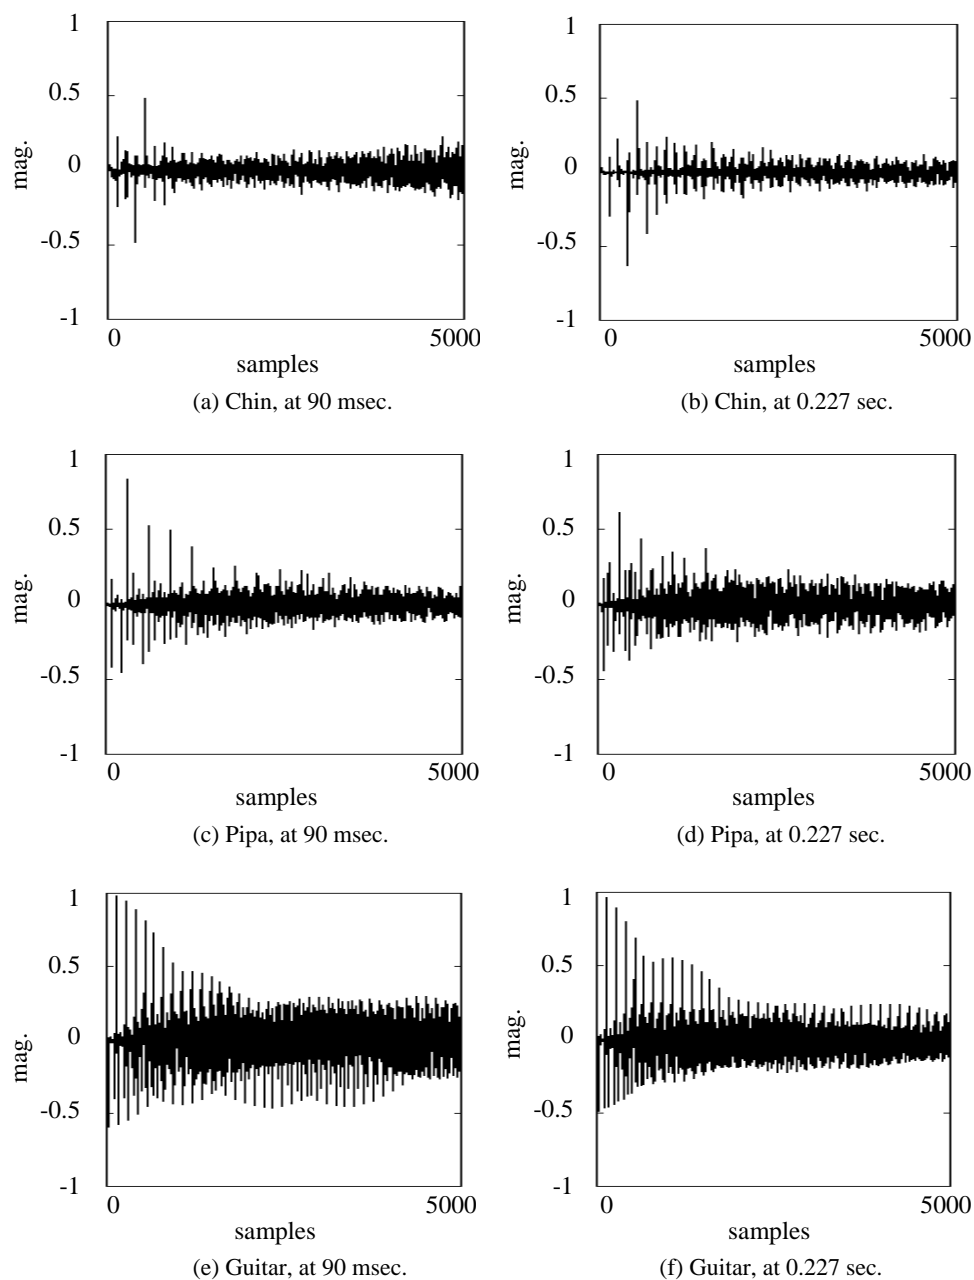 1
0.5
mag.
0
-0.5
-1
0
5000
samples
(a) Chin, at 90 msec.
1
0.5
mag.
0
-0.5
-1
0
5000
samples
(b) Chin, at 0.227 sec.
1
0.5
mag.
0
-0.5
-1
0
5000
samples
(c) Pipa, at 90 msec.
1
0.5
mag.
0
-0.5
-1
0
5000
samples
(d) Pipa, at 0.227 sec.
1
0.5
mag.
0
-0.5
-1
0
5000
samples
(e) Guitar, at 90 msec.
1
0.5
mag.
0
-0.5
-1
0
5000
samples
(f) Guitar, at 0.227 sec.